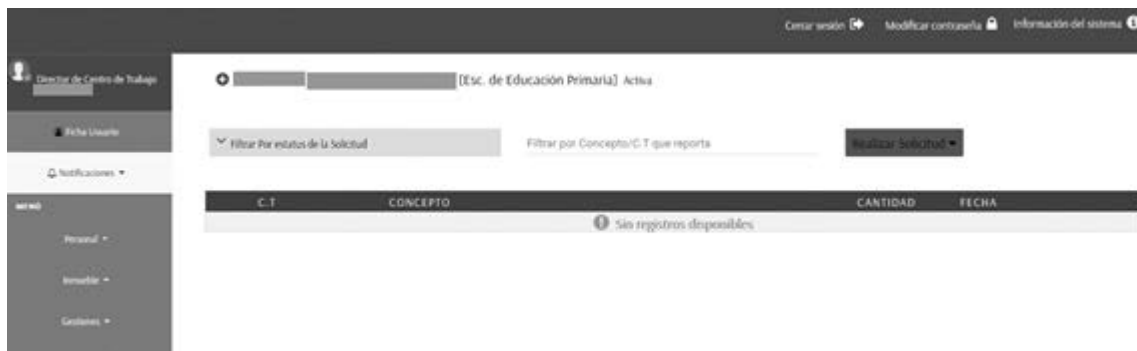 Cerrar sesión Modificar contraseña Información del sistema
Director de Centro de Trabajo
[Esc. de Educación Primaria] Activa
Ficha Usuario
Filtrar Por estatus de la Solicitud Filtrar por Concepto/C.T que reporta Realizar Solicitud
Notificaciones
MENÚ
C.T CONCEPTO CANTIDAD FECHA
Sin registros disponibles
Personal
Inmueble
Gestiones